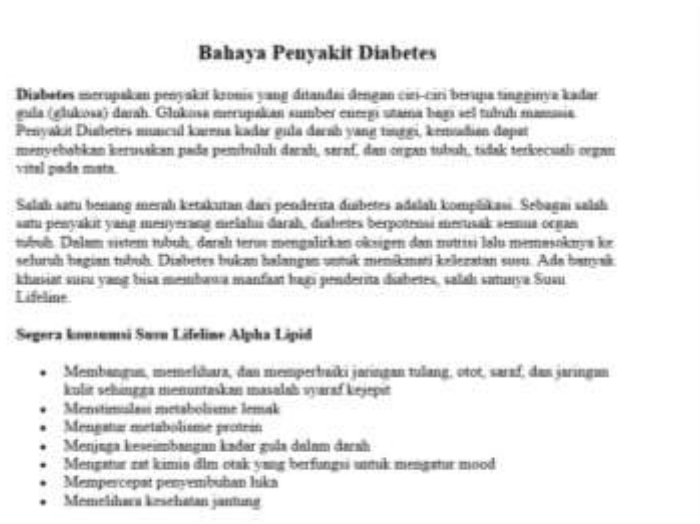 Bahaya Penyakit Diabetes
Diabetes merupakan penyakit kronis yang ditandai dengan ciri-ciri berupa tingginya kadar
gula (glukosa) darah. Glukosa merupakan sumber energi utama bagi sel tubuh manusia.
Penyakit Diabetes muncul karena kadar gula darah yang tinggi, kemudian dapat
menyebabkan kerusakan pada pembuluh darah, saraf, dan organ tubuh, tidak terkecuali organ
vital pada mata.
Salah satu benang merah ketakutan dari penderita diabetes adalah komplikasi. Sebagai salah
satu penyakit yang menyerang melalui darah, diabetes berpotensi merusak semua organ
tubuh. Dalam sistem tubuh, darah terus mengalirkan oksigen dan nutrisi lalu memasoknya ke
seluruh bagian tubuh. Diabetes bukan halangan untuk menikmati kelezatan susu. Ada banyak
khasiat susu yang bisa membawa manfaat bagi penderita diabetes, salah satunya Susu
Lifeline.
Segera konsumsi Susu Lifeline Alpha Lipid
• Membangun, memelihara, dan memperbaiki jaringan tulang, otot, saraf, dan jaringan
kulit sehingga menuntaskan masalah syaraf kejepit
• Menstimulasi metabolisme lemak
• Mengatur metabolisme protein
• Menjaga keseimbangan kadar gula dalam darah
• Mengatur zat kimia dlm otak yang berfungsi untuk mengatur mood
• Mempercepat penyembuhan luka
• Memelihara kesehatan jantung